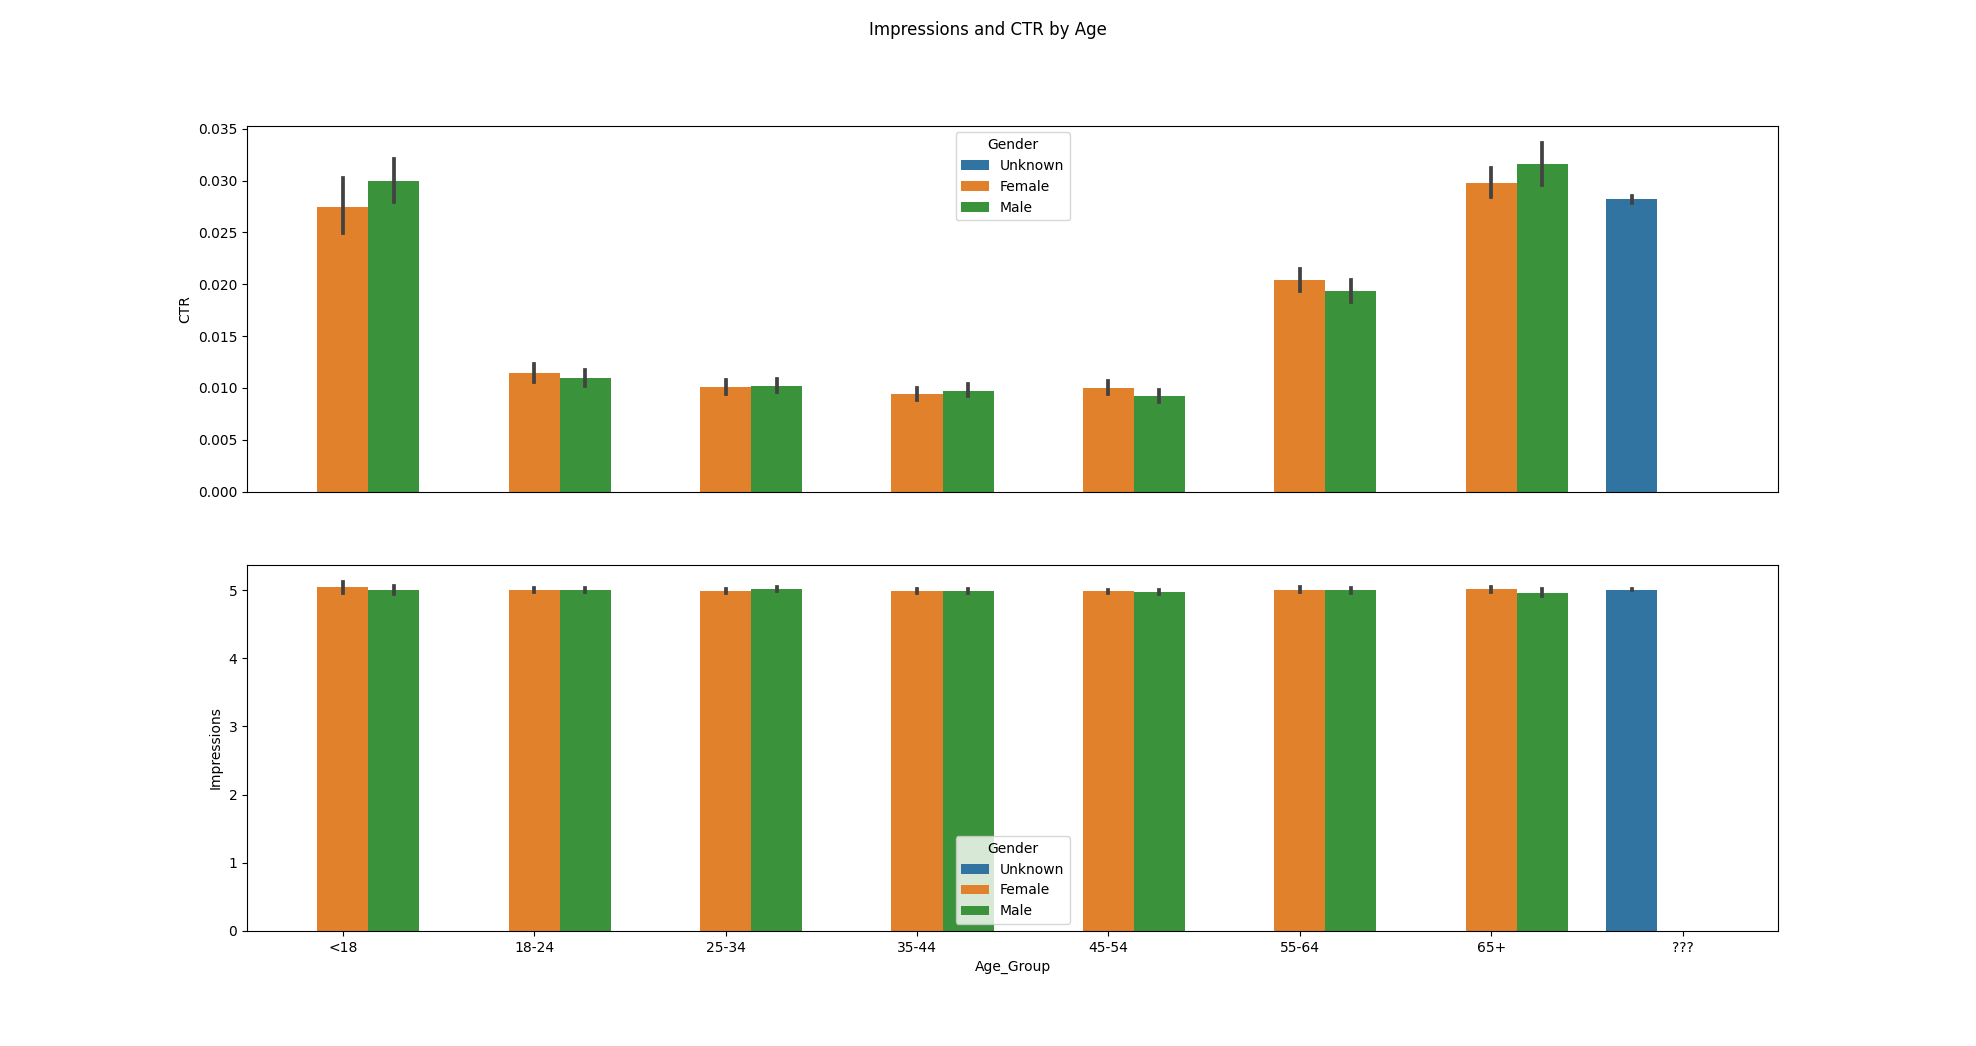 Impressions and CTR by Age
0.035
0.030
0.025
0.020
0.015
0.010
0.005
0.000
CTR
Gender
Unknown
Female
Male
5
4
3
2
1
0
Impressions
Gender
Unknown
Female
Male
<18 18-24 25-34 35-44 45-54 55-64 65+ ???
Age_Group